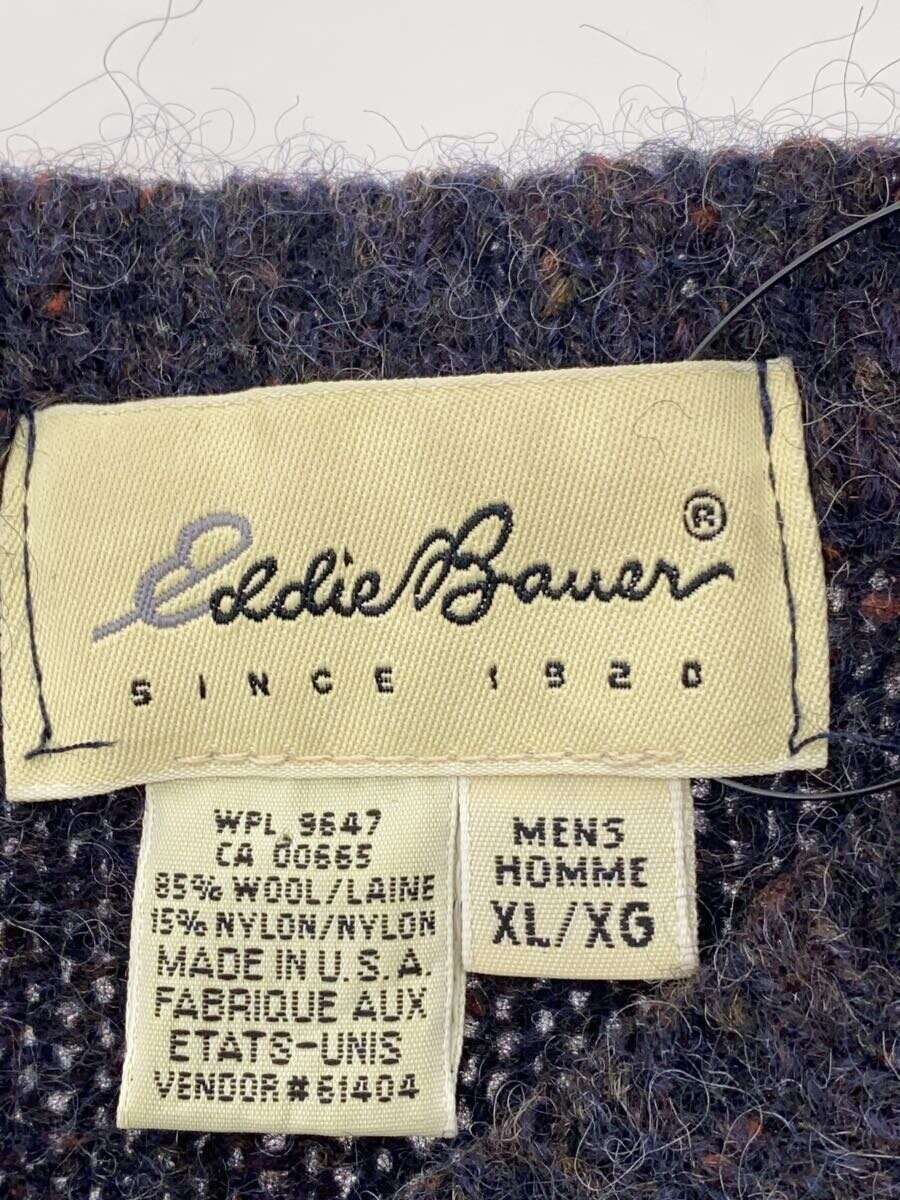 Eddie Bauer®
SINCE 1920
WPL 9647
CA 00665
85% WOOL/LAINE
15% NYLON/NYLON
MADE IN U.S.A.
FABRIQUE AUX
ETATS-UNIS
VENDOR #61404
MENS
HOMME
XL/XG